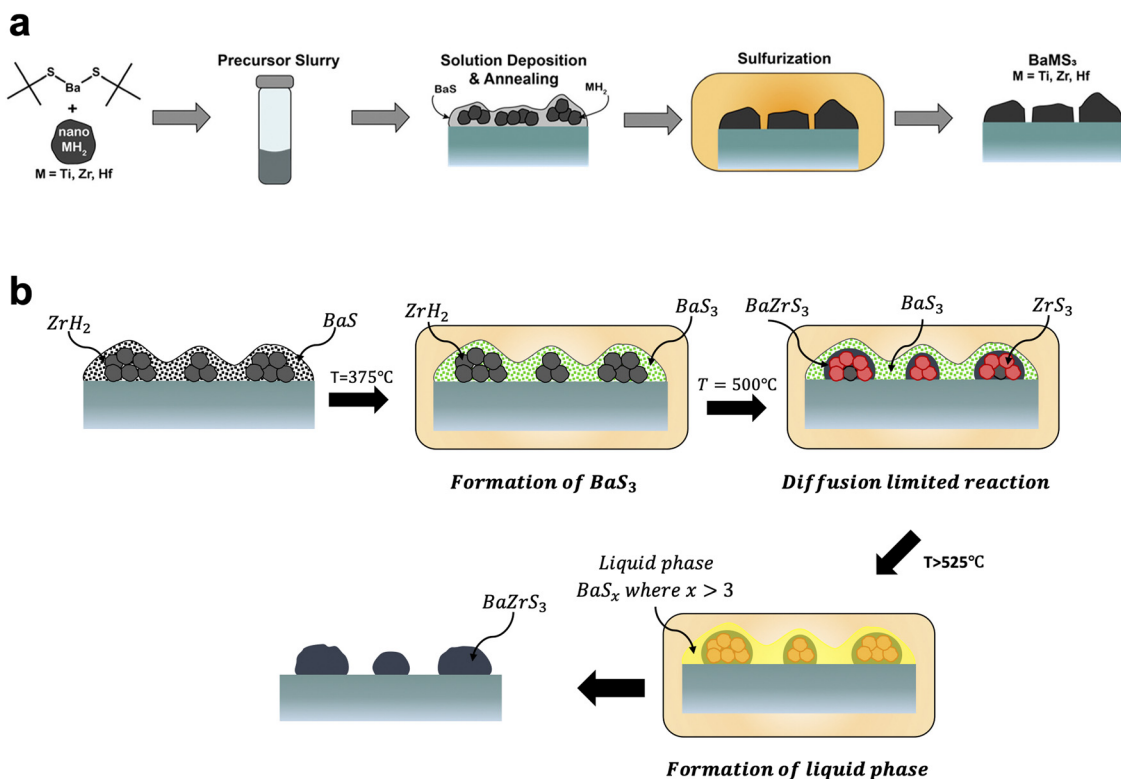 a
S
S
Ba
+
nano
MH₂
M = Ti, Zr, Hf
Precursor Slurry
Solution Deposition
& Annealing
BaS
MH₂
Sulfurization
BaMS₃
M = Ti, Zr, Hf
b
ZrH₂
BaS
T=375℃
ZrH₂
BaS₃
Formation of BaS₃
T = 500℃
BaZrS₃
BaS₃
ZrS₃
Diffusion limited reaction
T>525℃
Liquid phase
BaSₓ where x > 3
Formation of liquid phase
BaZrS₃